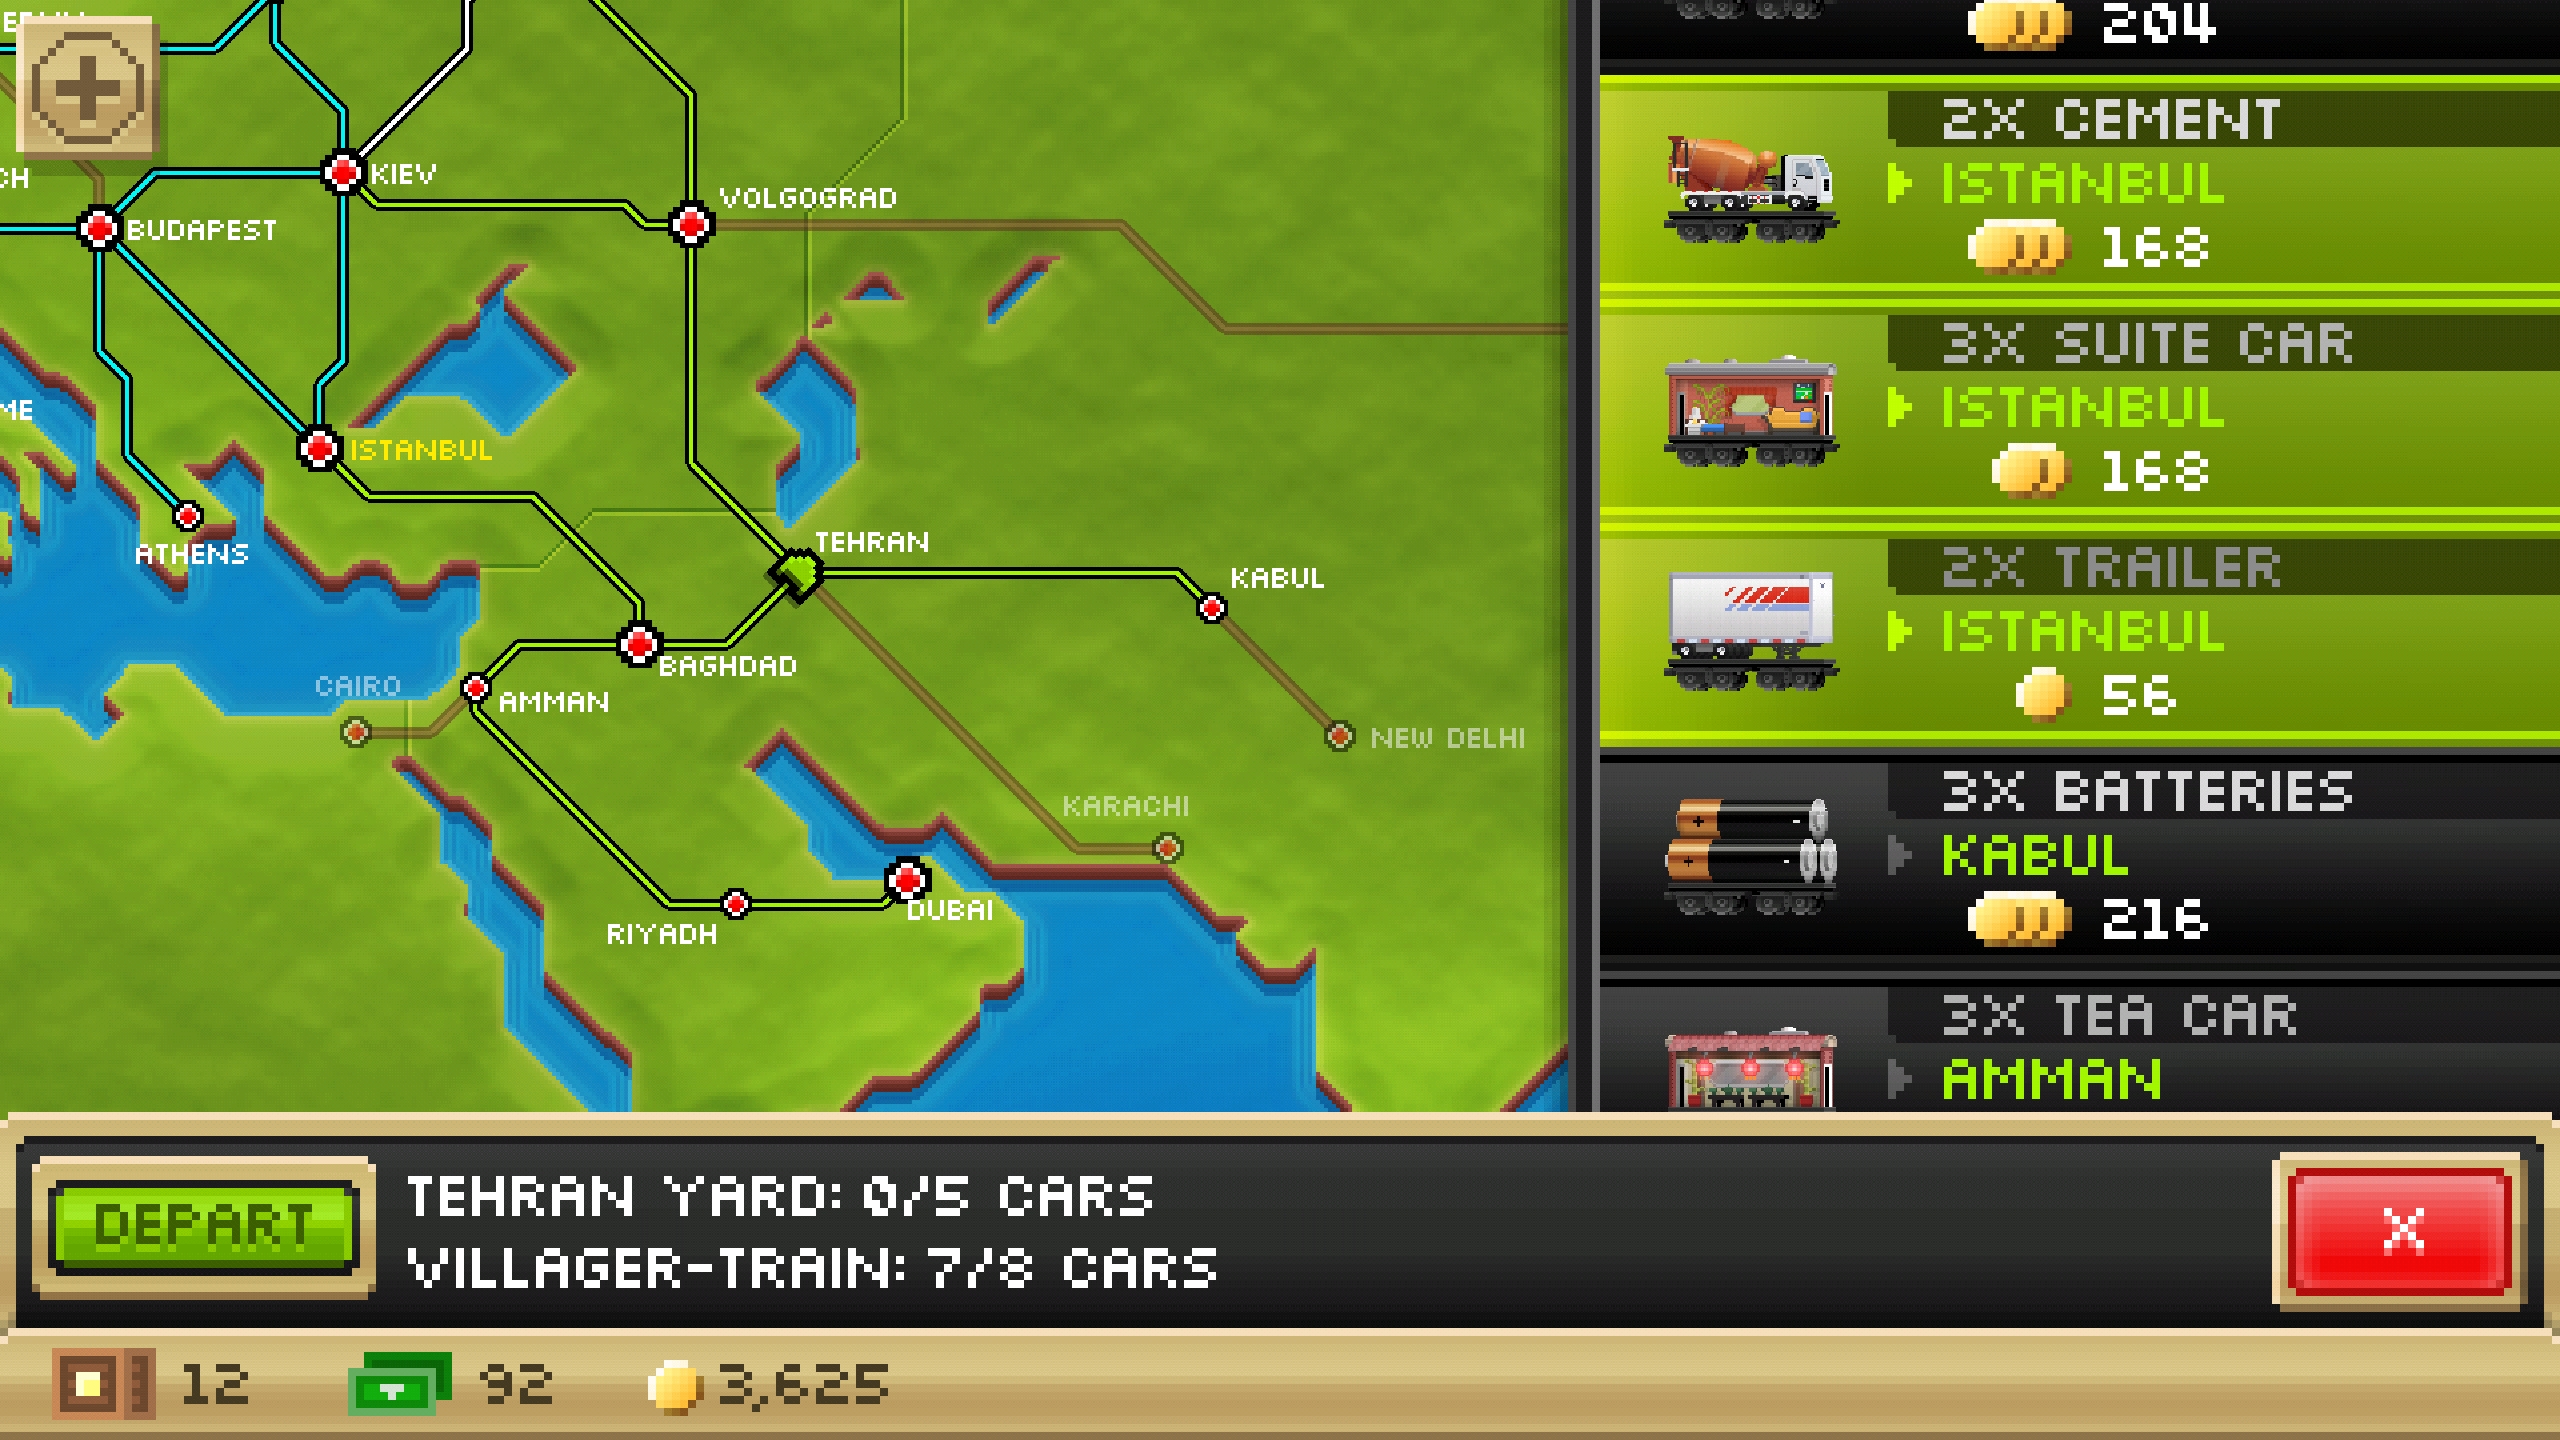 204
2X CEMENT
ISTANBUL
168
3X SUITE CAR
ISTANBUL
168
2X TRAILER
ISTANBUL
56
3X BATTERIES
KABUL
216
3X TEA CAR
AMMAN
KIEV
VOLGOGRAD
CH
BUDAPEST
ME
ISTANBUL
ATHENS
TEHRAN
KABUL
BAGHDAD
CAIRO
AMMAN
NEW DELHI
KARACHI
DUBAI
RIYADH
DEPART
TEHRAN YARD: 0/5 CARS
VILLAGER-TRAIN: 7/8 CARS
X
12
92
3,625